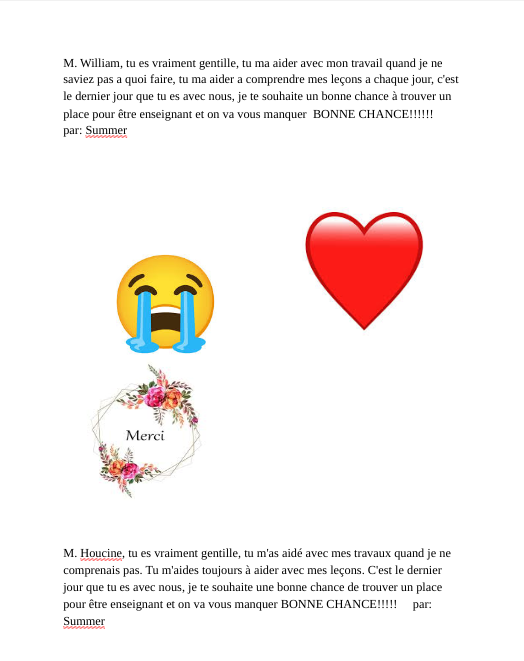 M. William, tu es vraiment gentille, tu ma aider avec mon travail quand je ne
saviez pas a quoi faire, tu ma aider a comprendre mes leçons a chaque jour, c'est
le dernier jour que tu es avec nous, je te souhaite un bonne chance à trouver un
place pour être enseignant et on va vous manquer  BONNE CHANCE!!!!!!
par: Summer
Merci
M. Houcine, tu es vraiment gentille, tu m'as aidé avec mes travaux quand je ne
comprenais pas. Tu m'aides toujours à aider avec mes leçons. C'est le dernier
jour que tu es avec nous, je te souhaite une bonne chance de trouver un place
pour être enseignant et on va vous manquer BONNE CHANCE!!!!!     par:
Summer